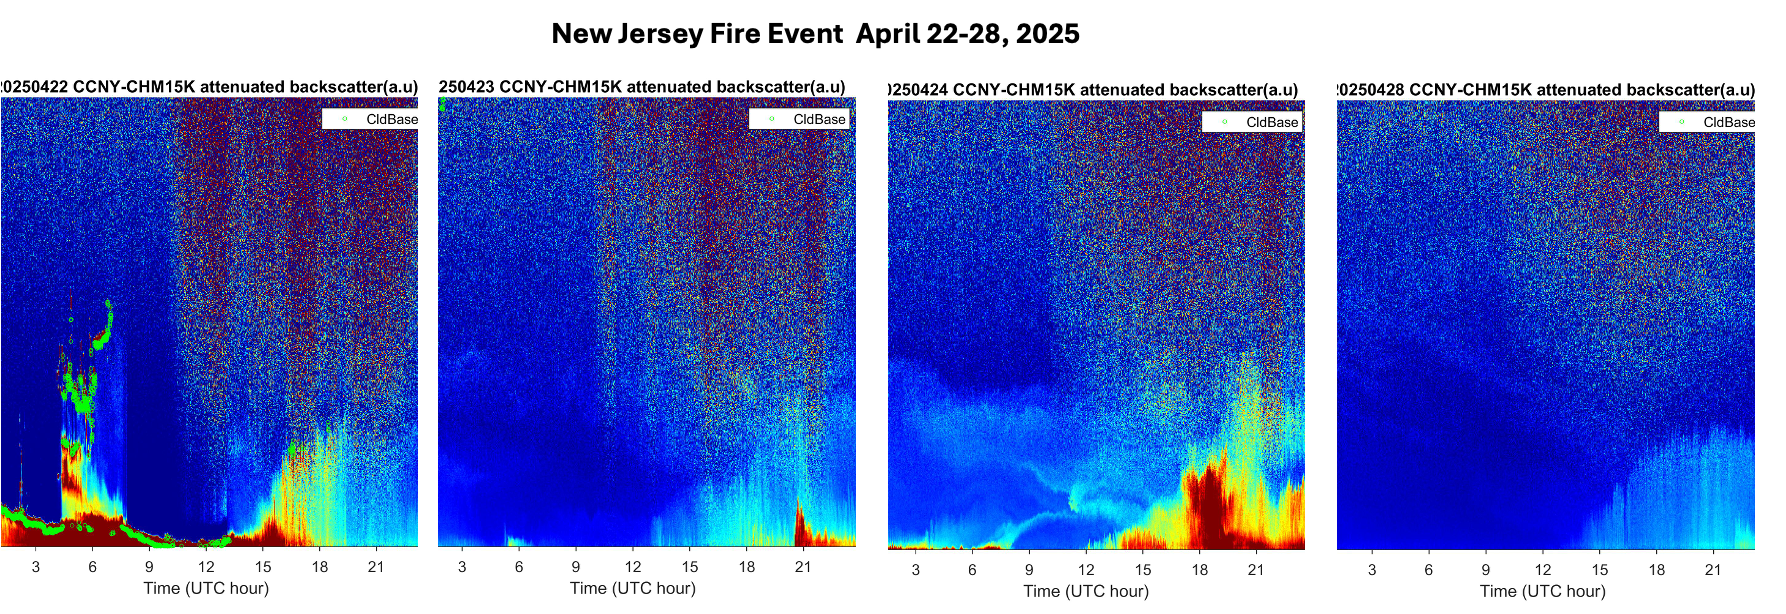 New Jersey Fire Event April 22-28, 2025
20250422 CCNY-CHM15K attenuated backscatter(a.u)
250423 CCNY-CHM15K attenuated backscatter(a.u)
0250424 CCNY-CHM15K attenuated backscatter(a.u)
20250428 CCNY-CHM15K attenuated backscatter(a.u)
CldBase
CldBase
CldBase
CldBase
3 6 9 12 15 18 21
3 6 9 12 15 18 21
3 6 9 12 15 18 21
3 6 9 12 15 18 21
Time (UTC hour)
Time (UTC hour)
Time (UTC hour)
Time (UTC hour)